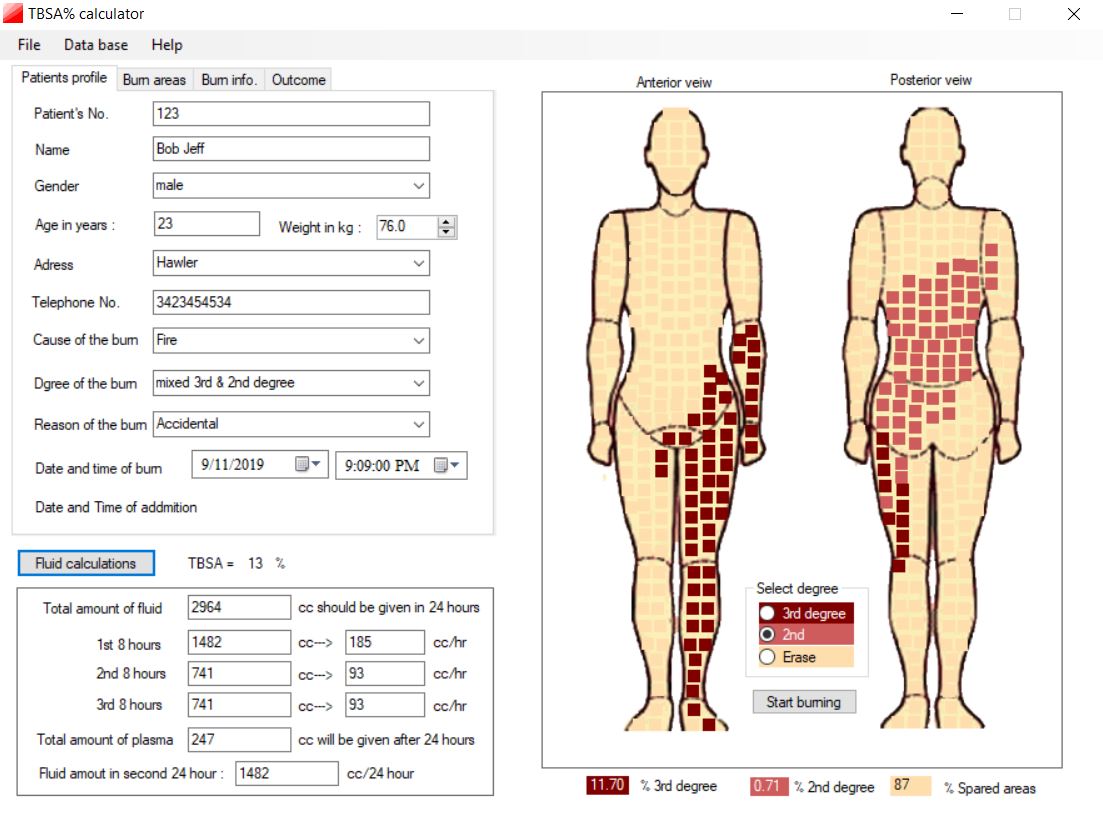 TBSA% calculator
File Data base Help
Patients profile Burn areas Burn info. Outcome
Patient's No. 123
Name Bob Jeff
Gender male
Age in years : 23 Weight in kg : 76.0
Adress Hawler
Telephone No. 3423454534
Cause of the burn Fire
Dgree of the burn mixed 3rd & 2nd degree
Reason of the burn Accidental
Date and time of burn 9/11/2019 9:09:00 PM
Date and Time of addmition
Fluid calculations TBSA = 13 %
Total amount of fluid 2964 cc should be given in 24 hours
1st 8 hours 1482 cc---> 185 cc/hr
2nd 8 hours 741 cc---> 93 cc/hr
3rd 8 hours 741 cc---> 93 cc/hr
Total amount of plasma 247 cc will be given after 24 hours
Fluid amout in second 24 hour : 1482 cc/24 hour
Anterior veiw Posterior veiw
Select degree
3rd degree
2nd
Erase
Start burning
11.70 % 3rd degree 0.71 % 2nd degree 87 % Spared areas